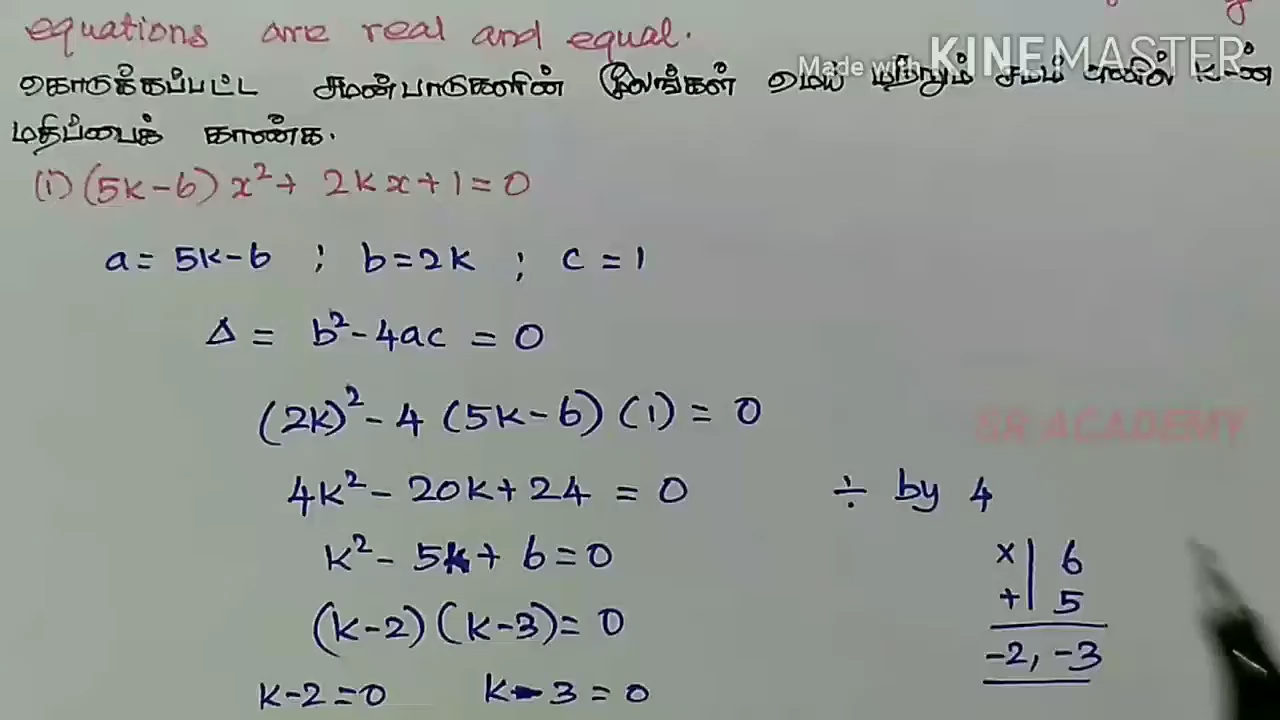 equations are real and equal.
Made with KINEMASTER
கொடுக்கப்பட்ட சமன்பாடுகளின் மூலங்கள் மெய் மற்றும் சமம் எனில் k-ன்
மதிப்பைக் காண்க.
(i) (5k-6) x² + 2kx + 1 = 0
a = 5k-6 ; b = 2k ; c = 1
Δ = b² - 4ac = 0
(2k)² - 4 (5k-6) (1) = 0
SR ACADEMY
4k² - 20k + 24 = 0 ÷ by 4
k² - 5k + 6 = 0
x | 6
+ | 5
(k-2) (k-3) = 0
-2, -3
k-2 = 0 k-3 = 0